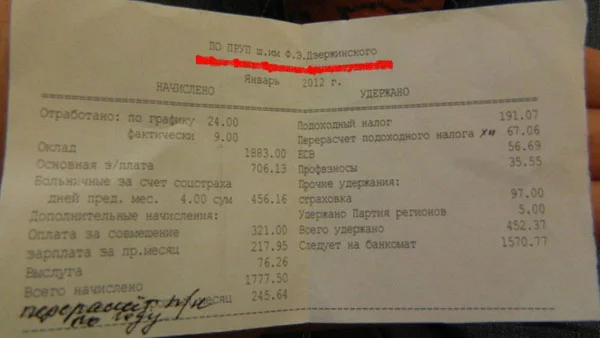 ПО ПРУП ш.им Ф.Э.Дзержинского
Январь 2012 г.
НАЧИСЛЕНО
Отработано: по графику 24.00
фактически 9.00
Оклад 1883.00
Основная з/плата 706.13
Больничные за счет соцстраха
дней пред. мес. 4.00 сум 456.16
Дополнительные начисления:
Оплата за совмещение 321.00
зарплата за пр.месяц 217.95
Выслуга 76.26
Всего начислено 1777.50
месяц 245.64
перерасчёт п/н
по году
УДЕРЖАНО
Подоходный налог 191.07
Перерасчет подоходного налога 67.06
ЕСВ 56.69
Профвзносы 35.55
Прочие удержания:
страховка 97.00
Удержано Партия регионов 5.00
Всего удержано 452.37
Следует на банкомат 1570.77